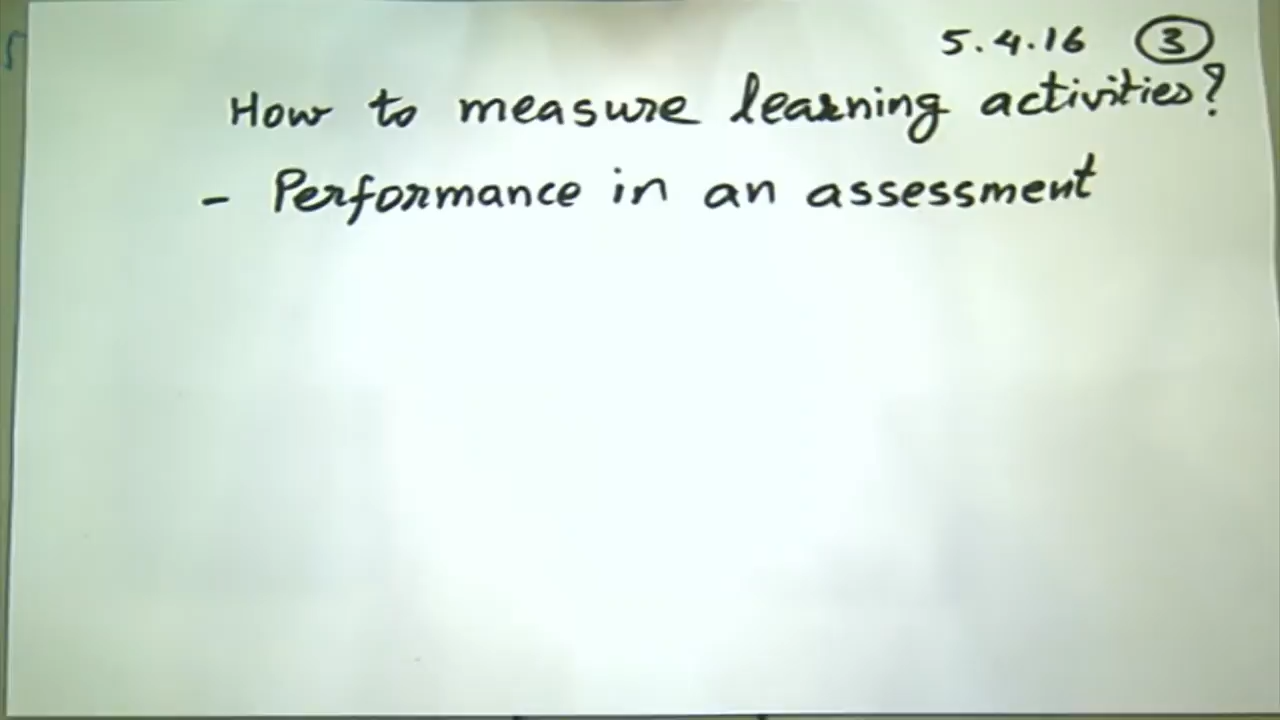 5.4.16 3
How to measure learning activities?
- Performance in an assessment